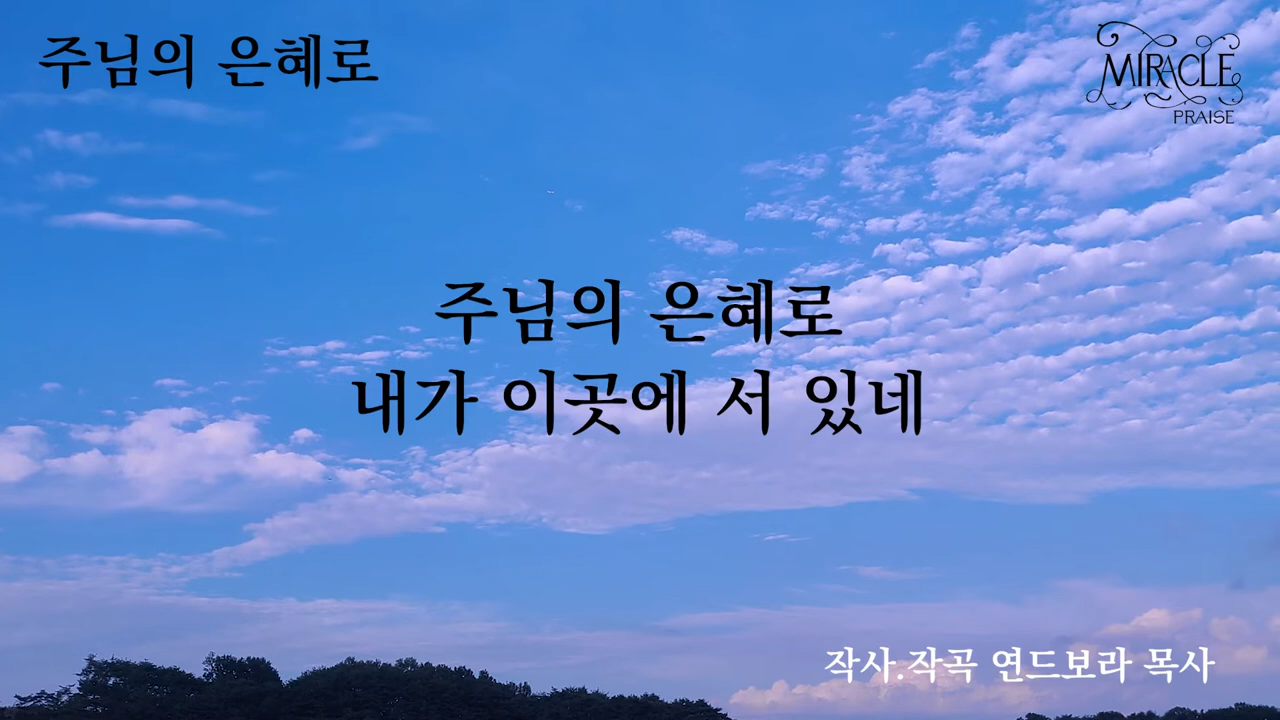 주님의 은혜로
MIRACLE
PRAISE
주님의 은혜로
내가 이곳에 서 있네
작사.작곡 연드보라 목사